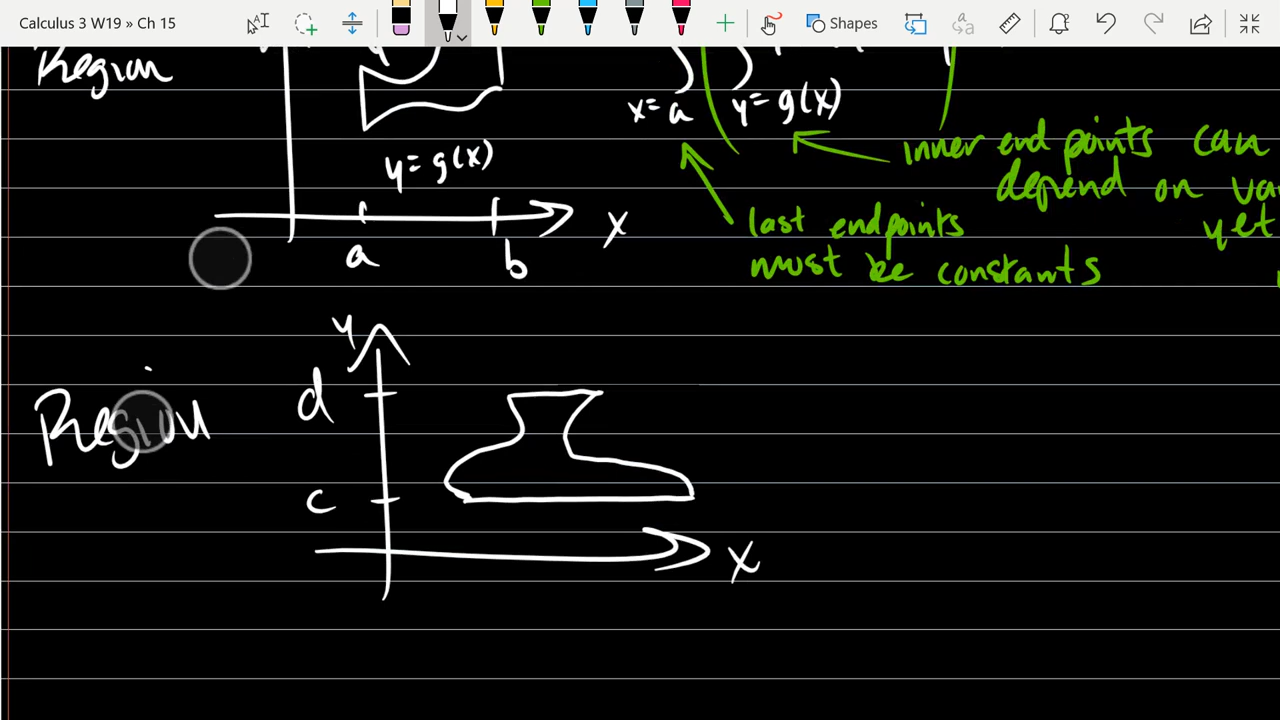 Calculus 3 W19 » Ch 15
Shapes
Region
x=a y=g(x)
y=g(x)
inner end points can
depend on va
yet
last endpoints
must be constants
x
a b
y
d
Region
c
x